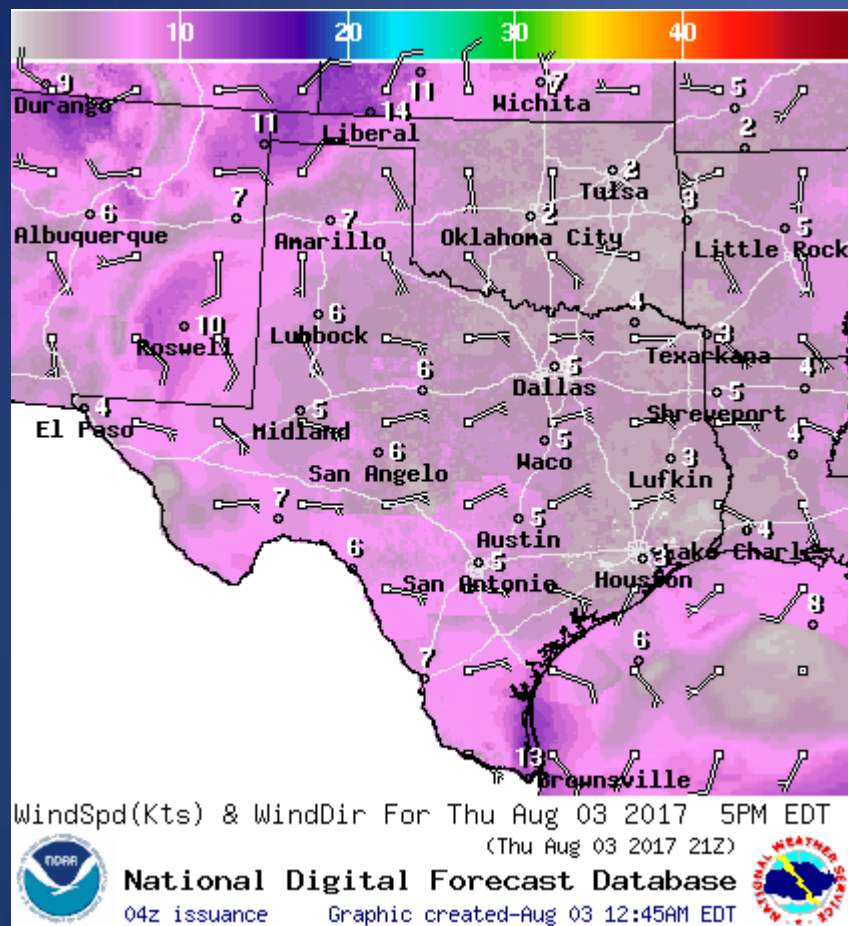 10 20 30 40
9 11 7 5
Durango 14 Wichita
11 Liberal 2
2
Tulsa
6 7 7 2 3 5
Albuquerque Amarillo Oklahoma City Little Rock
10 6 4 3
Roswell Lubbock Texarkana
5
6 Dallas 5 4
4 5 Shreveport
El Paso Midland
6 5 3 4
San Angelo Waco Lufkin
7 5 4
Austin Lake Charles
6 5
San Antonio Houston
6 8
7
13
Brownsville
WindSpd(Kts) & WindDir For Thu Aug 03 2017 5PM EDT
(Thu Aug 03 2017 21Z)
NOAA
National Digital Forecast Database
04z issuance Graphic created-Aug 03 12:45AM EDT
NATIONAL WEATHER SERVICE